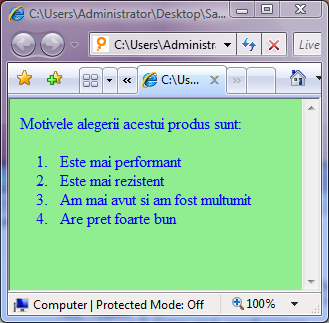 C:\Users\Administrator\Desktop\Sa...
C:\Users\Administra
Live
C:\Us...
Motivele alegerii acestui produs sunt:
1. Este mai performant
2. Este mai rezistent
3. Am mai avut si am fost multumit
4. Are pret foarte bun
Computer | Protected Mode: Off
100%